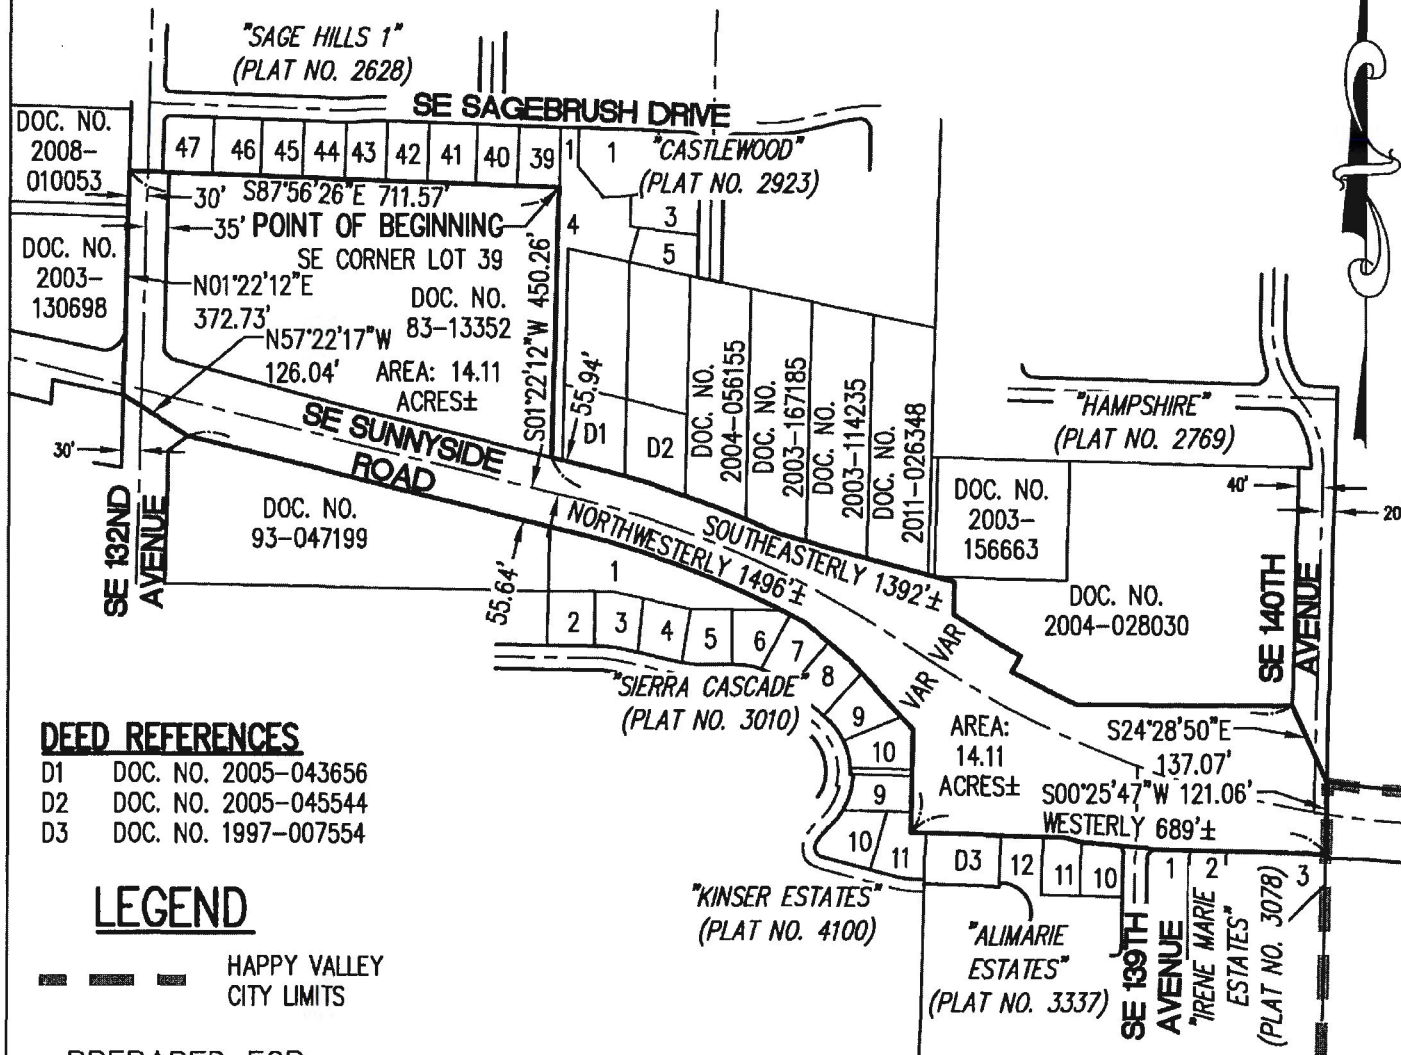 "SAGE HILLS 1"
(PLAT NO. 2628)
SE SAGEBRUSH DRIVE
DOC. NO.
2008-
010053
47 46 45 44 43 42 41 40 39 1 1
"CASTLEWOOD"
(PLAT NO. 2923)
30'
S87°56'26"E 711.57'
35'
POINT OF BEGINNING
SE CORNER LOT 39
4
3
5
DOC. NO.
2003-
130698
N01°22'12"E
372.73'
DOC. NO.
83-13352
N57°22'17"W
126.04'
AREA: 14.11
ACRES±
S01°22'12"W 450.26'
55.94'
D1
D2
DOC. NO.
2004-056155
DOC. NO.
2003-167185
DOC. NO.
2003-114235
DOC. NO.
2011-026348
"HAMPSHIRE"
(PLAT NO. 2769)
SE SUNNYSIDE
ROAD
30'
SE 132ND
AVENUE
DOC. NO.
93-047199
DOC. NO.
2003-
156663
40'
20
NORTHWESTERLY 1496'±
SOUTHEASTERLY 1392'±
55.64'
DOC. NO.
2004-028030
SE 140TH
AVENUE
1
2 3 4 5 6 7 8
9
10
9
10
11
VAR
VAR
"SIERRA CASCADE"
(PLAT NO. 3010)
AREA:
14.11
ACRES±
S24°28'50"E
137.07'
S00°25'47"W 121.06'
WESTERLY 689'±
DEED REFERENCES
D1 DOC. NO. 2005-043656
D2 DOC. NO. 2005-045544
D3 DOC. NO. 1997-007554
D3 12 11 10 1 2 3
"KINSER ESTATES"
(PLAT NO. 4100)
"ALIMARIE
ESTATES"
(PLAT NO. 3337)
SE 139TH
AVENUE
"IRENE MARIE
ESTATES"
(PLAT NO. 3078)
LEGEND
HAPPY VALLEY
CITY LIMITS
PREPARED FOR